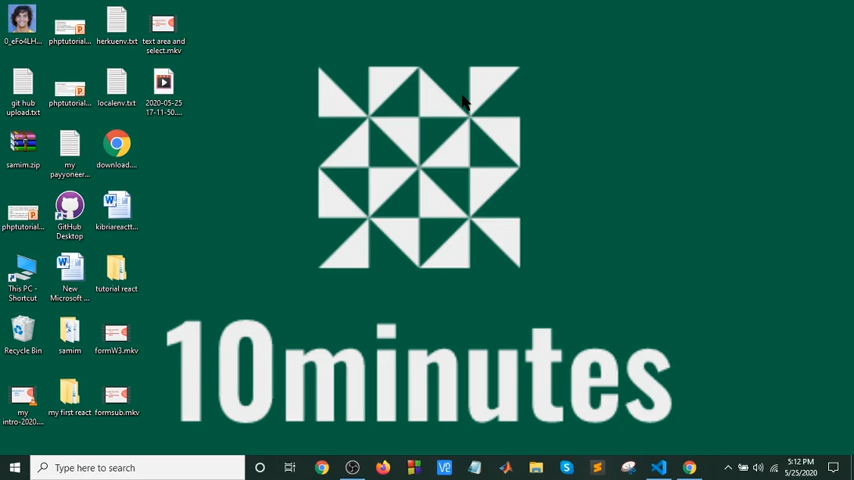 0_eFo4LH...
phptutorial...
herkuenv.txt
text area and
select.mkv
git hub
upload.txt
phptutorial...
localenv.txt
2020-05-25
17-11-50....
samim.zip
my
payyoneer...
download....
phptutorial...
GitHub
Desktop
kibriareactt...
This PC -
Shortcut
New
Microsoft ...
tutorial react
Recycle Bin
samim
formW3.mkv
my
intro-2020....
my first react
formsub.mkv
10minutes
Type here to search
5:12 PM
5/25/2020